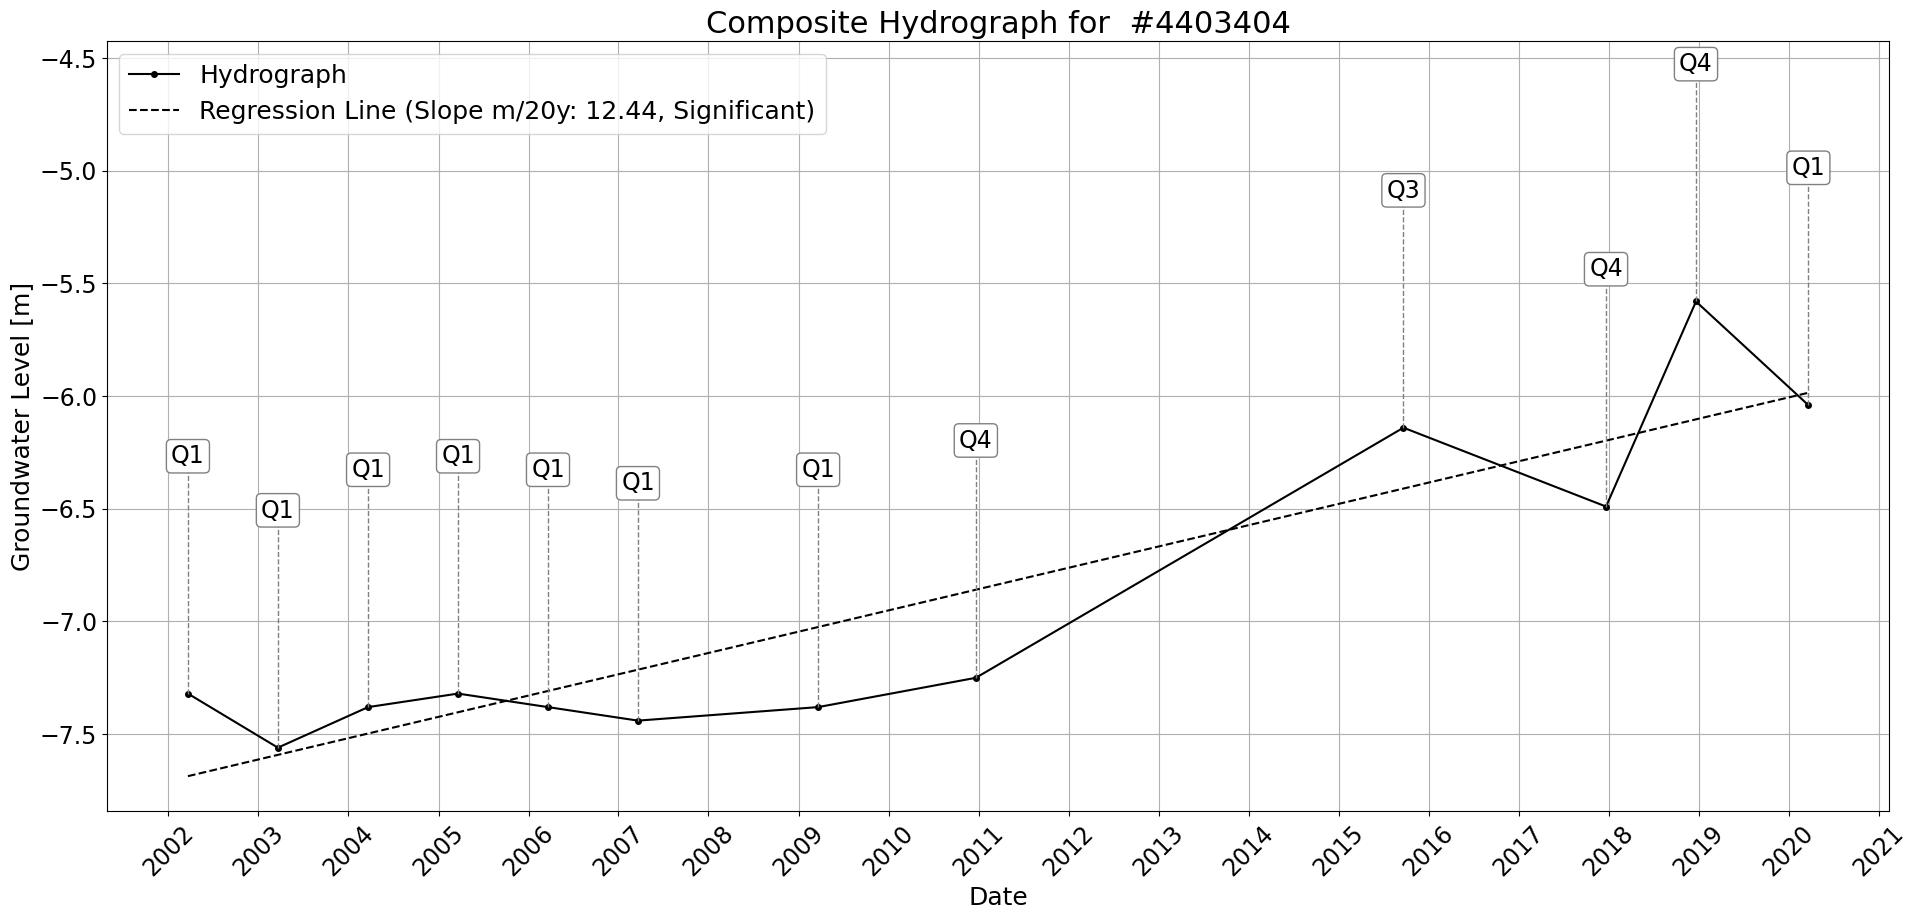 Composite Hydrograph for  #4403404
Hydrograph
Regression Line (Slope m/20y: 12.44, Significant)
Groundwater Level [m]
−4.5
−5.0
−5.5
−6.0
−6.5
−7.0
−7.5
Q1
Q1
Q1
Q1
Q1
Q1
Q1
Q4
Q3
Q4
Q4
Q1
2002
2003
2004
2005
2006
2007
2008
2009
2010
2011
2012
2013
2014
2015
2016
2017
2018
2019
2020
2021
Date